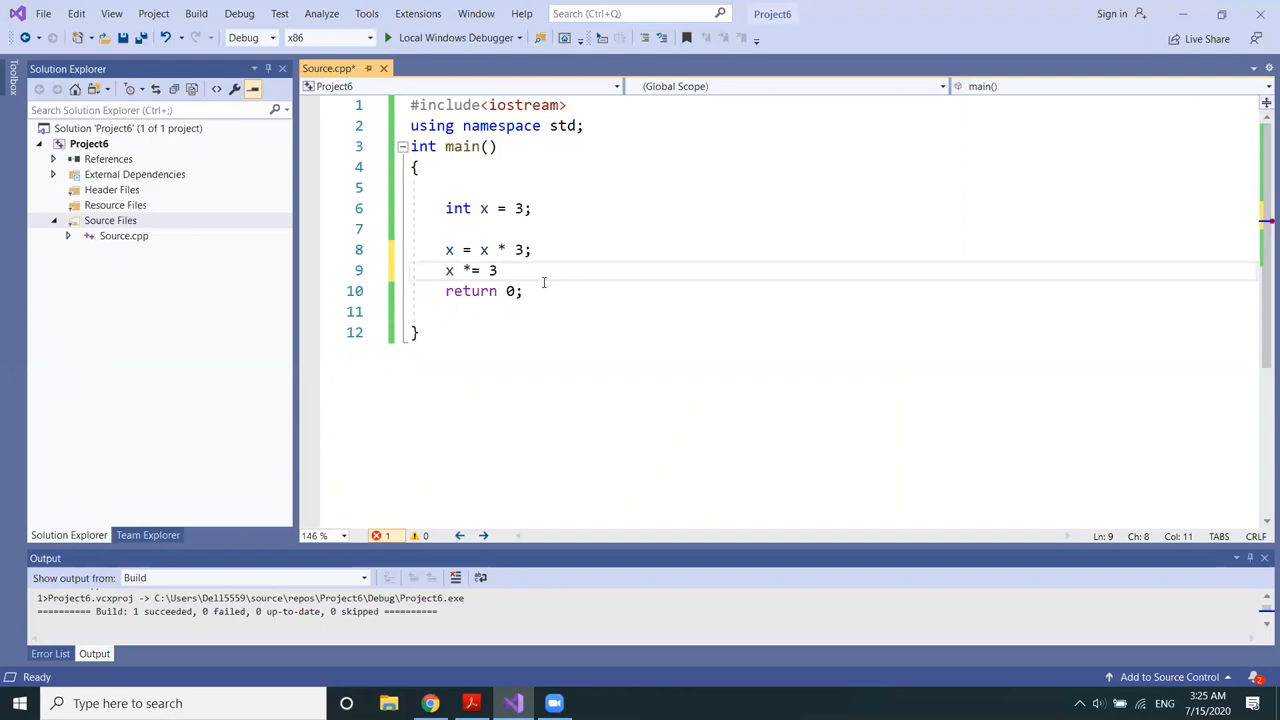 File Edit View Project Build Debug Test Analyze Tools Extensions Window Help Search (Ctrl+Q) Project6 Sign in
Debug x86 Local Windows Debugger Live Share
Toolbox
Solution Explorer
Search Solution Explorer (Ctrl+;)
Solution 'Project6' (1 of 1 project)
Project6
References
External Dependencies
Header Files
Resource Files
Source Files
Source.cpp
Solution Explorer Team Explorer
Source.cpp*
Project6 (Global Scope) main()
1 #include<iostream>
2 using namespace std;
3 int main()
4 {
5
6 int x = 3;
7
8 x = x * 3;
9 x *= 3
10 return 0;
11
12 }
146 % 1 0 Ln: 9 Ch: 8 Col: 11 TABS CRLF
Output
Show output from: Build
1>Project6.vcxproj -> C:\Users\Dell5559\source\repos\Project6\Debug\Project6.exe
========== Build: 1 succeeded, 0 failed, 0 up-to-date, 0 skipped ==========
Error List Output
Ready Add to Source Control 2
Type here to search ENG 3:25 AM
7/15/2020